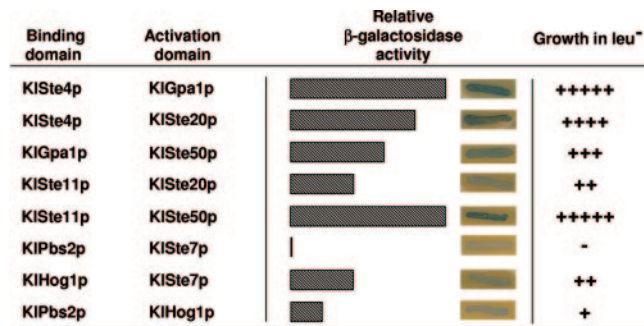 Binding domain Activation domain Relative β-galactosidase activity Growth in leu⁻
KlSte4p KlGpa1p +++++
KlSte4p KlSte20p ++++
KlGpa1p KlSte50p +++
KlSte11p KlSte20p ++
KlSte11p KlSte50p +++++
KlPbs2p KlSte7p -
KlHog1p KlSte7p ++
KlPbs2p KlHog1p +